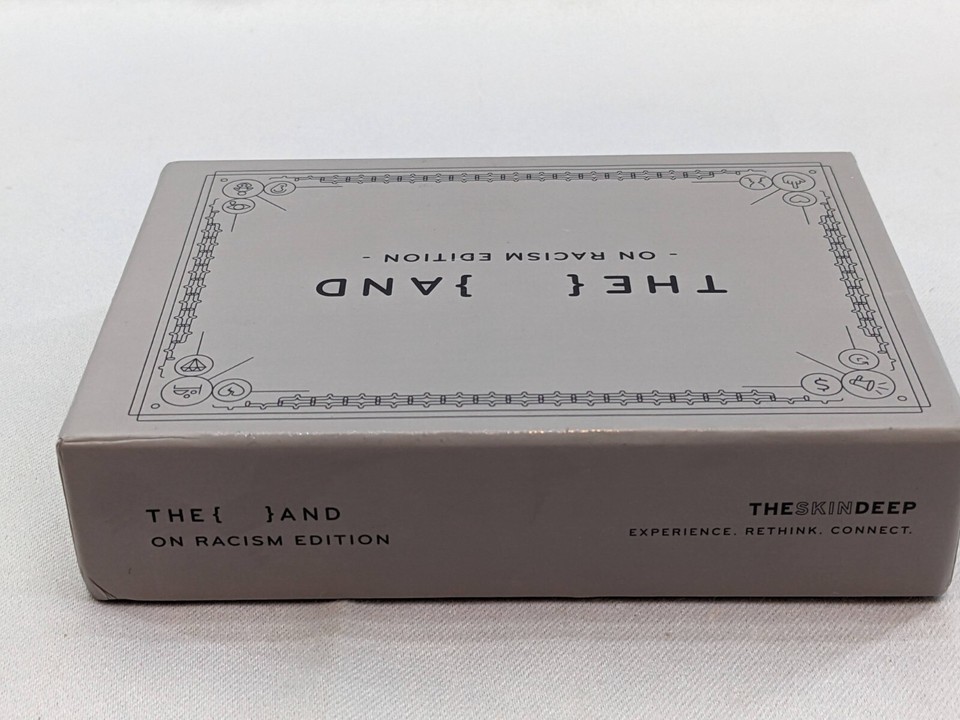 THE{ }AND
- ON RACISM EDITION -
THE{ }AND
ON RACISM EDITION
THESKINDEEP
EXPERIENCE. RETHINK. CONNECT.